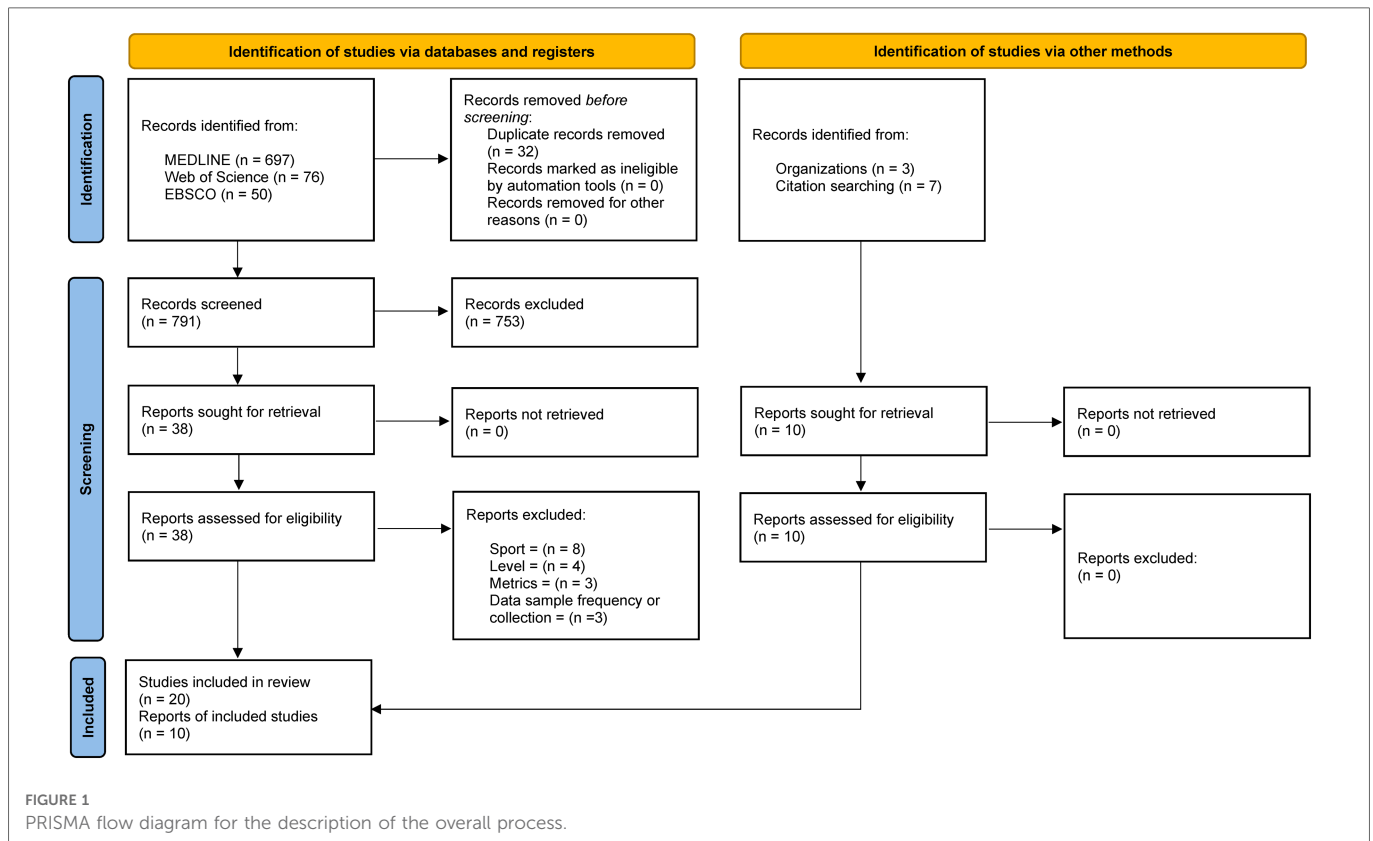 Identification of studies via databases and registers
Identification of studies via other methods
Identification
Records identified from:
MEDLINE (n = 697)
Web of Science (n = 76)
EBSCO (n = 50)
Records removed before
screening:
Duplicate records removed
(n = 32)
Records marked as ineligible
by automation tools (n = 0)
Records removed for other
reasons (n = 0)
Records identified from:
Organizations (n = 3)
Citation searching (n = 7)
Screening
Records screened
(n = 791)
Records excluded
(n = 753)
Reports sought for retrieval
(n = 38)
Reports not retrieved
(n = 0)
Reports sought for retrieval
(n = 10)
Reports not retrieved
(n = 0)
Reports assessed for eligibility
(n = 38)
Reports excluded:
Sport = (n = 8)
Level = (n = 4)
Metrics = (n = 3)
Data sample frequency or
collection = (n =3)
Reports assessed for eligibility
(n = 10)
Reports excluded:
(n = 0)
Included
Studies included in review
(n = 20)
Reports of included studies
(n = 10)
FIGURE 1
PRISMA flow diagram for the description of the overall process.